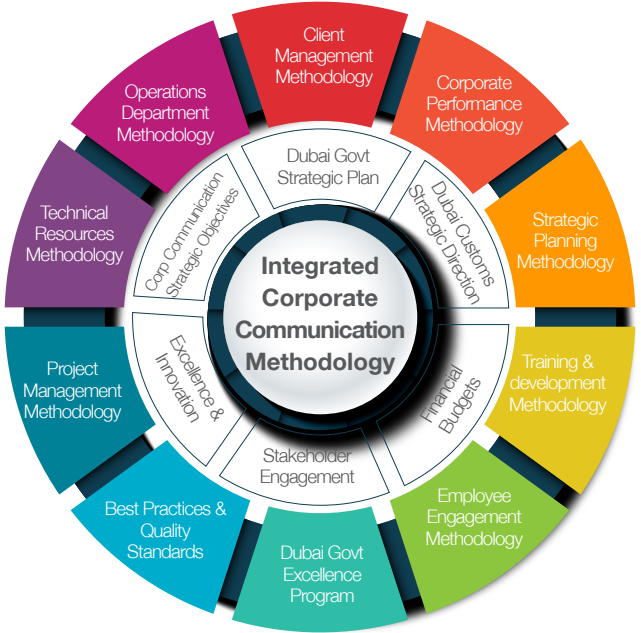 Client
Management
Methodology
Corporate
Performance
Methodology
Strategic
Planning
Methodology
Training &
development
Methodology
Employee
Engagement
Methodology
Dubai Govt
Excellence
Program
Best Practices &
Quality
Standards
Project
Management
Methodology
Technical
Resources
Methodology
Operations
Department
Methodology
Dubai Govt
Strategic Plan
Dubai Customs
Strategic Direction
Financial
Budgets
Stakeholder
Engagement
Excellence &
Innovation
Corp Communication
Strategic Objectives
Integrated
Corporate
Communication
Methodology